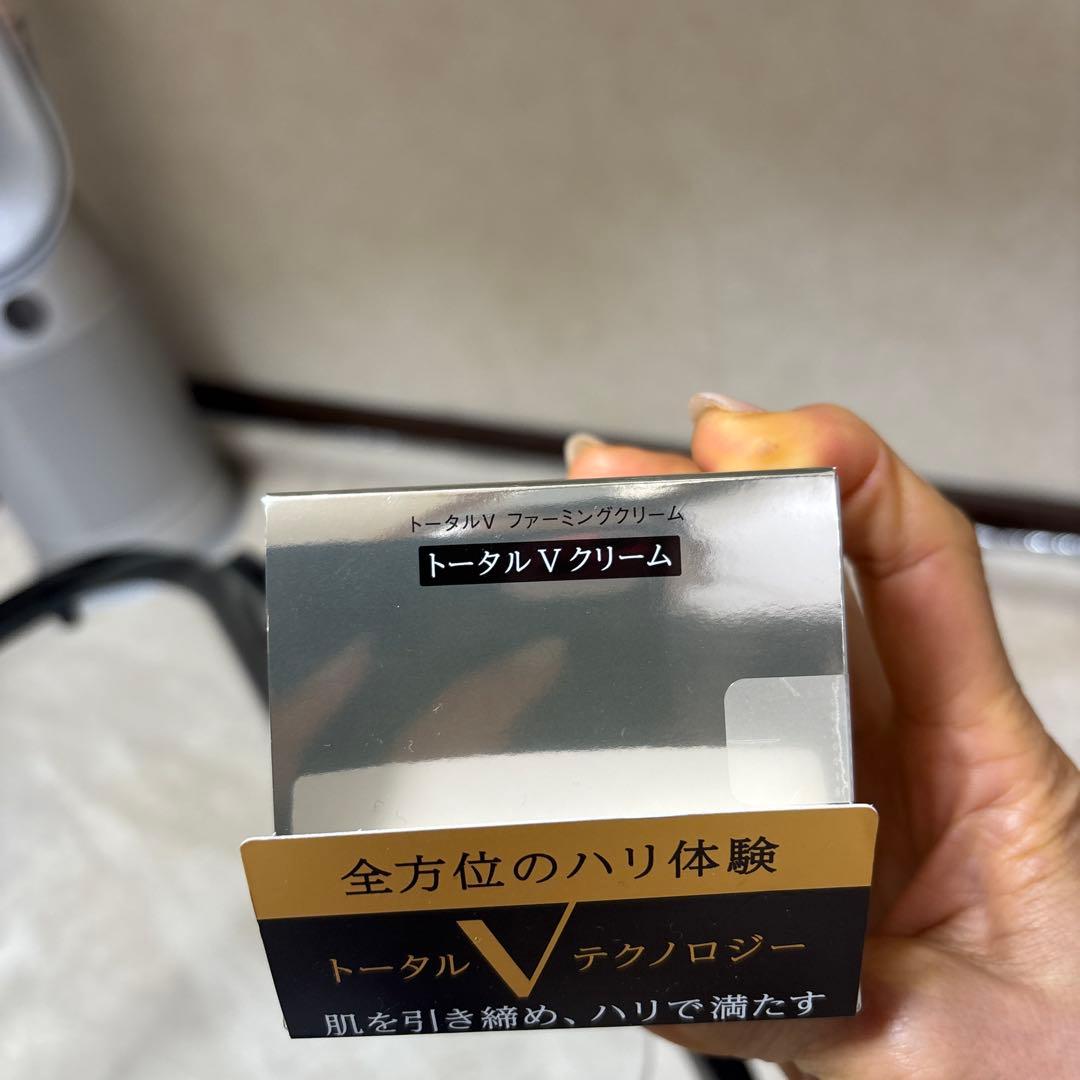 トータルV ファーミングクリーム
トータル V クリーム
全方位のハリ体験
トータル V テクノロジー
肌を引き締め、ハリで満たす